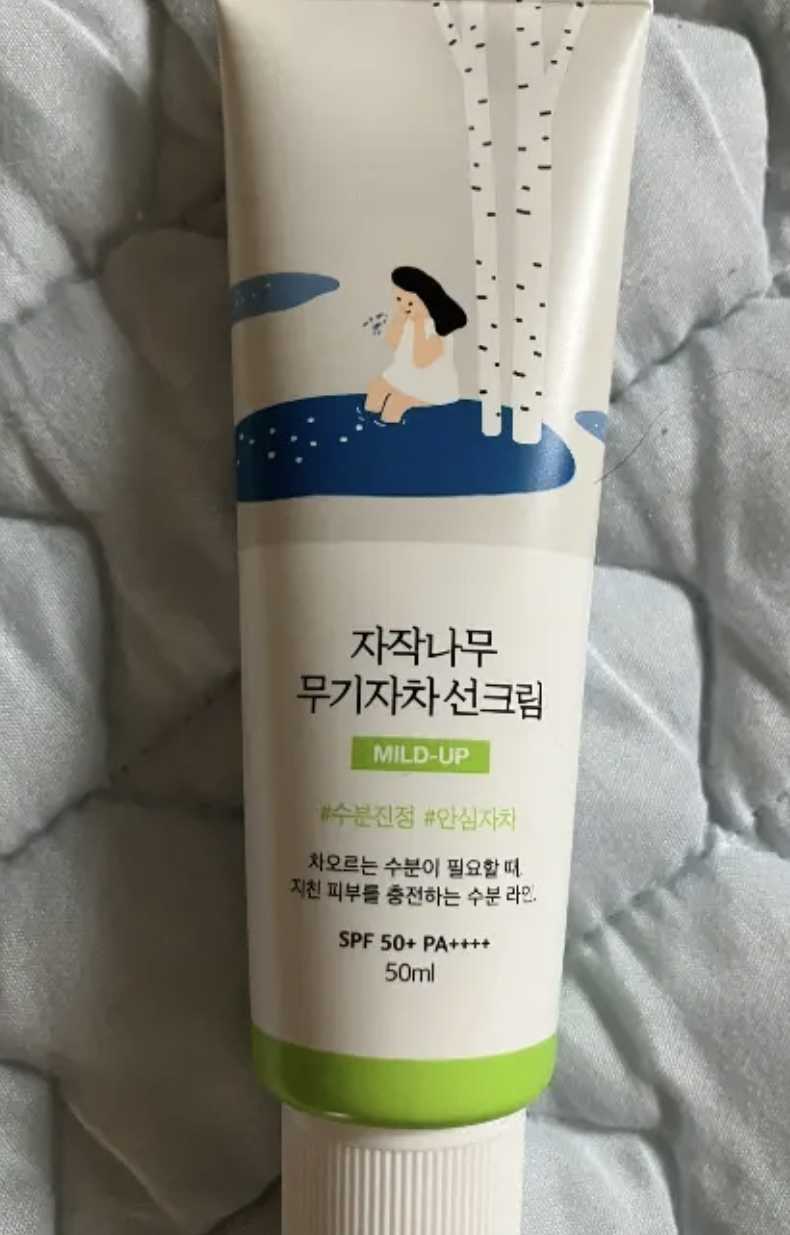 자작나무
무기자차 선크림
MILD-UP
#수분진정 #안심자차
차오르는 수분이 필요할 때,
지친 피부를 충전하는 수분 라인.
SPF 50+ PA++++
50ml